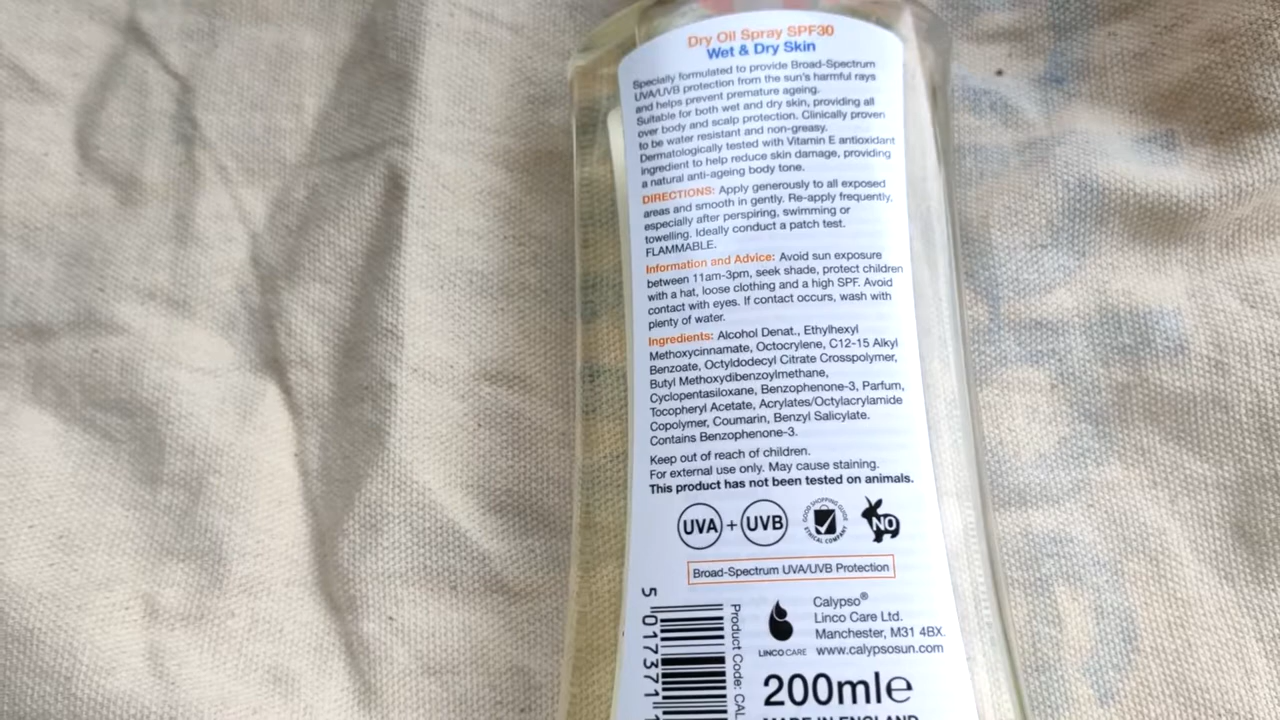 Dry Oil Spray SPF30
Wet & Dry Skin
Specially formulated to provide Broad-Spectrum
UVA/UVB protection from the sun's harmful rays
and helps prevent premature ageing.
Suitable for both wet and dry skin, providing all
over body and scalp protection. Clinically proven
to be water resistant and non-greasy.
Dermatologically tested with Vitamin E antioxidant
ingredient to help reduce skin damage, providing
a natural anti-ageing body tone.
DIRECTIONS: Apply generously to all exposed
areas and smooth in gently. Re-apply frequently,
especially after perspiring, swimming or
towelling. Ideally conduct a patch test.
FLAMMABLE.
Information and Advice: Avoid sun exposure
between 11am-3pm, seek shade, protect children
with a hat, loose clothing and a high SPF. Avoid
contact with eyes. If contact occurs, wash with
plenty of water.
Ingredients: Alcohol Denat., Ethylhexyl
Methoxycinnamate, Octocrylene, C12-15 Alkyl
Benzoate, Octyldodecyl Citrate Crosspolymer,
Butyl Methoxydibenzoylmethane,
Cyclopentasiloxane, Benzophenone-3, Parfum,
Tocopheryl Acetate, Acrylates/Octylacrylamide
Copolymer, Coumarin, Benzyl Salicylate.
Contains Benzophenone-3.
Keep out of reach of children.
For external use only. May cause staining.
This product has not been tested on animals.
UVA + UVB
GOOD SHOPPING GUIDE
ETHICAL COMPANY
NO
Broad-Spectrum UVA/UVB Protection
5 017371 1
Product Code: CAL
LINCO CARE
Calypso®
Linco Care Ltd.
Manchester, M31 4BX.
www.calypsosun.com
200mle
MADE IN ENGLAND